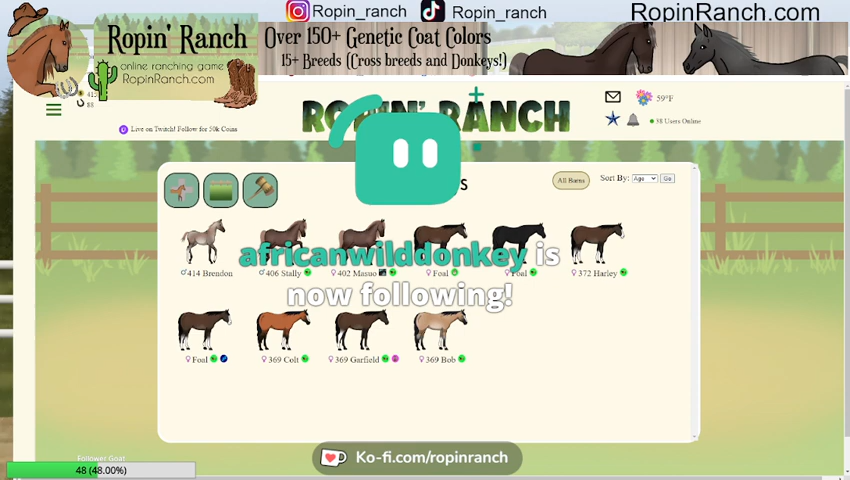 Ropin_ranch
Ropin_ranch
RopinRanch.com
Ropin' Ranch
online ranching game
RopinRanch.com
Over 150+ Genetic Coat Colors
15+ Breeds (Cross breeds and Donkeys!)
88
Live on Twitch! Follow for 50k Coins
ROPIN' RANCH
59°F
38 Users Online
All Barns
Sort By:
Age
Go
414 Brendon
406 Stally
402 Masuo
Foal
Foal
372 Harley
africanwilddonkey is
now following!
Foal
369 Colt
369 Garfield
369 Bob
Ko-fi.com/ropinranch
Follower Goal
48 (48.00%)